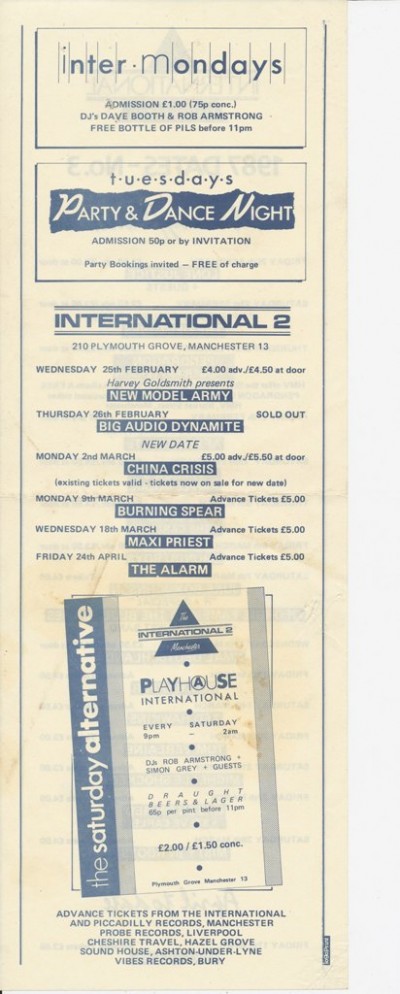 inter·Mondays
ADMISSION £1.00 (75p conc.)
DJ's DAVE BOOTH & ROB ARMSTRONG
FREE BOTTLE OF PILS before 11pm
t·u·e·s·d·a·y·s
PARTY & DANCE NIGHT
ADMISSION 50p or by INVITATION
Party Bookings invited — FREE of charge
INTERNATIONAL 2
210 PLYMOUTH GROVE, MANCHESTER 13
WEDNESDAY 25th FEBRUARY £4.00 adv./£4.50 at door
Harvey Goldsmith presents
NEW MODEL ARMY
THURSDAY 26th FEBRUARY SOLD OUT
BIG AUDIO DYNAMITE
NEW DATE
MONDAY 2nd MARCH £5.00 adv./£5.50 at door
CHINA CRISIS
(existing tickets valid - tickets now on sale for new date)
MONDAY 9th MARCH Advance Tickets £5.00
BURNING SPEAR
WEDNESDAY 18th MARCH Advance Tickets £5.00
MAXI PRIEST
FRIDAY 24th APRIL Advance Tickets £5.00
THE ALARM
the saturday alternative
The
INTERNATIONAL 2
Manchester
PLAYHOUSE
INTERNATIONAL
EVERY SATURDAY
9pm – 2am
DJs ROB ARMSTRONG +
SIMON GREY + GUESTS
DRAUGHT
BEERS & LAGER
65p per pint before 11pm
£2.00 / £1.50 conc.
Plymouth Grove Manchester 13
ADVANCE TICKETS FROM THE INTERNATIONAL
AND PICCADILLY RECORDS, MANCHESTER
PROBE RECORDS, LIVERPOOL
CHESHIRE TRAVEL, HAZEL GROVE
SOUND HOUSE, ASHTON-UNDER-LYNE
VIBES RECORDS, BURY